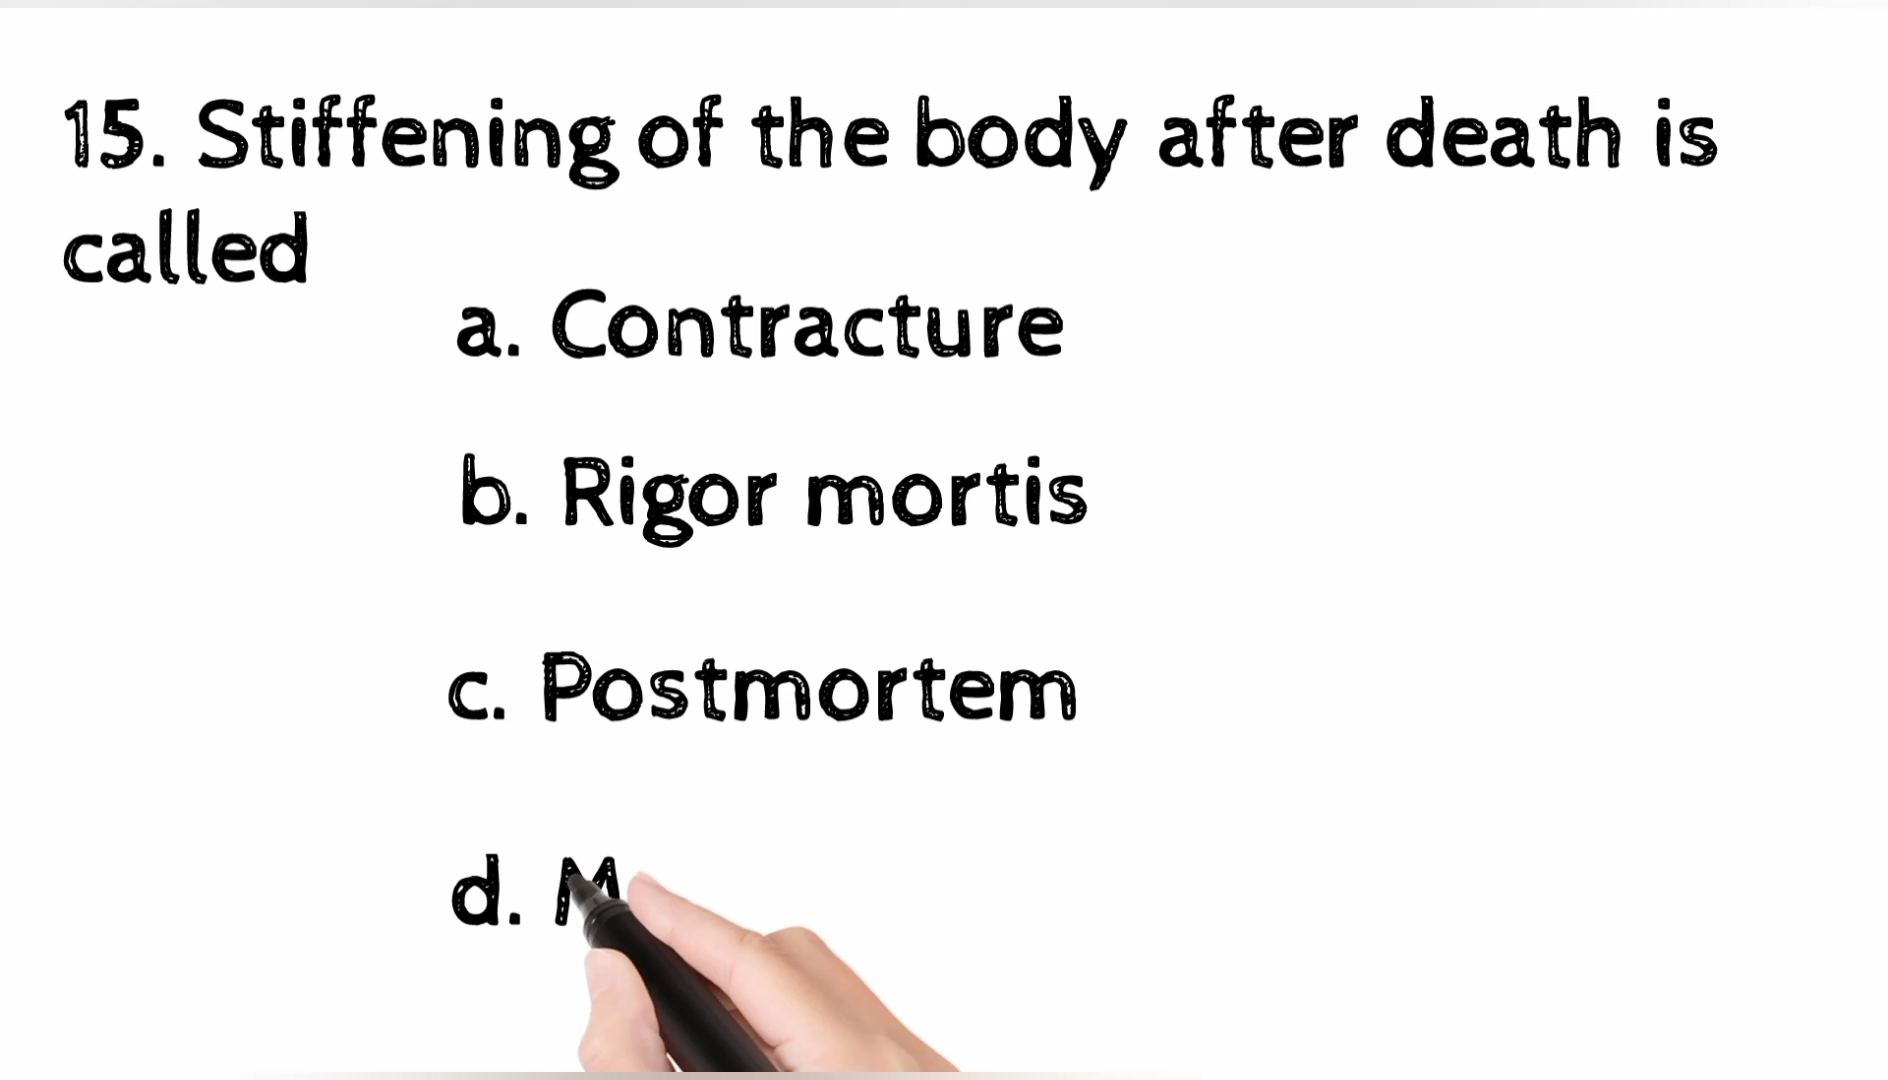 15. Stiffening of the body after death is
called
a. Contracture
b. Rigor mortis
c. Postmortem
d. M